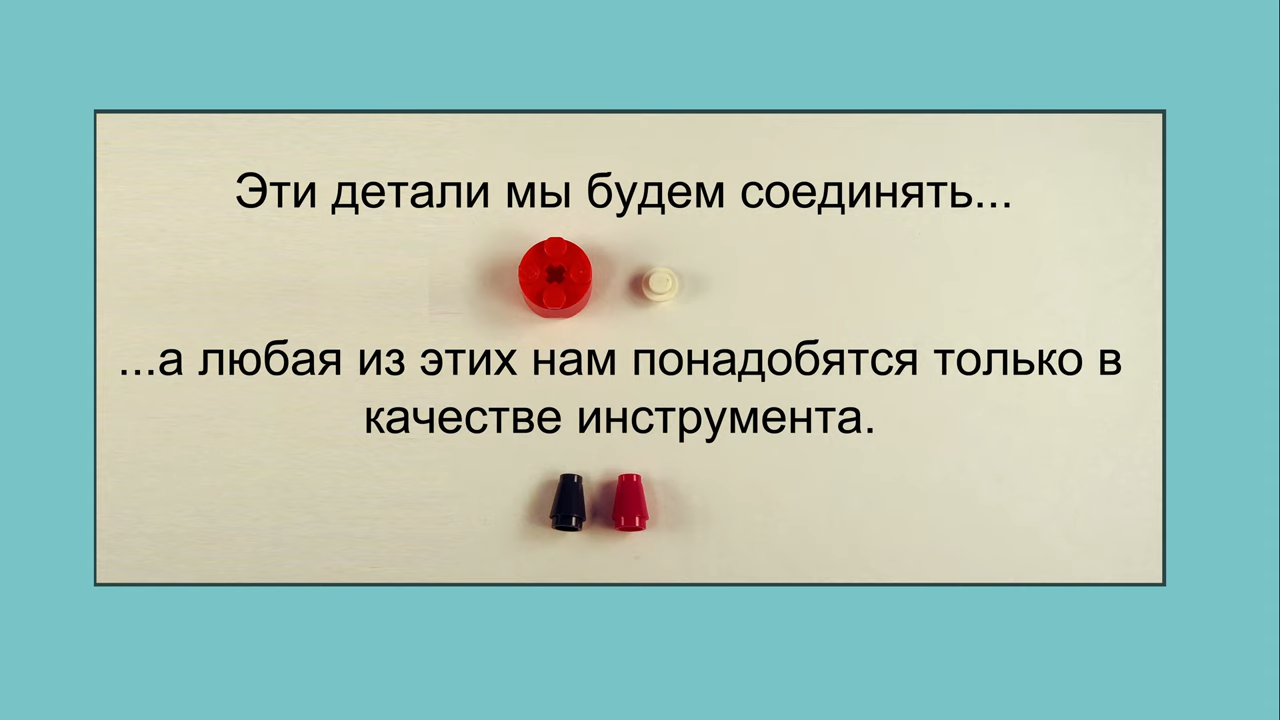 Эти детали мы будем соединять...
...а любая из этих нам понадобятся только в
качестве инструмента.